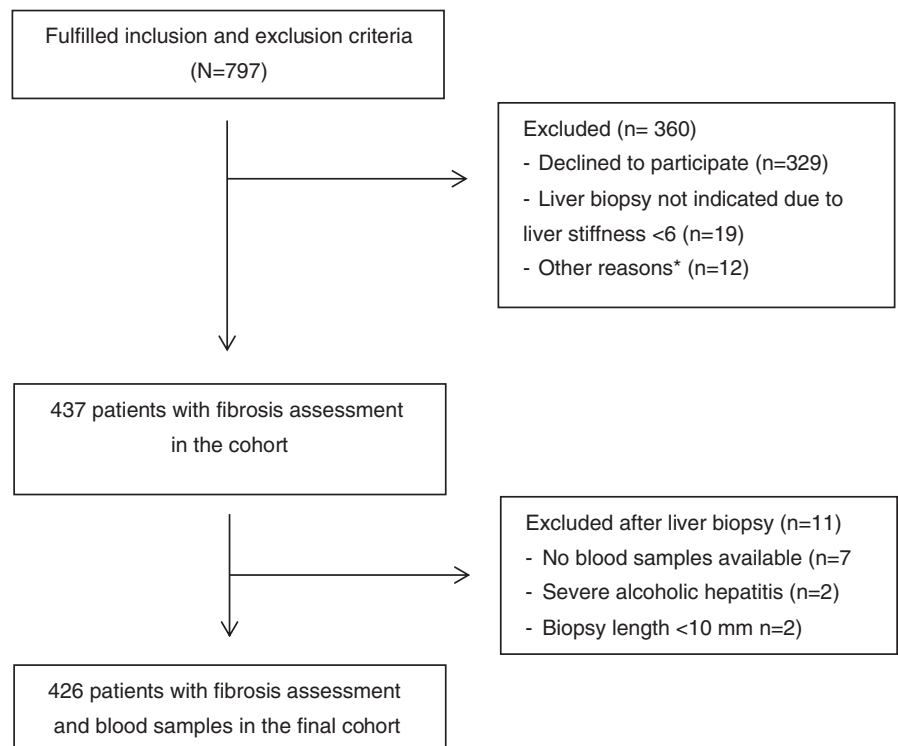 Fulfilled inclusion and exclusion criteria
(N=797)
Excluded (n= 360)
- Declined to participate (n=329)
- Liver biopsy not indicated due to
liver stiffness <6 (n=19)
- Other reasons* (n=12)
437 patients with fibrosis assessment
in the cohort
Excluded after liver biopsy (n=11)
- No blood samples available (n=7
- Severe alcoholic hepatitis (n=2)
- Biopsy length <10 mm n=2)
426 patients with fibrosis assessment
and blood samples in the final cohort